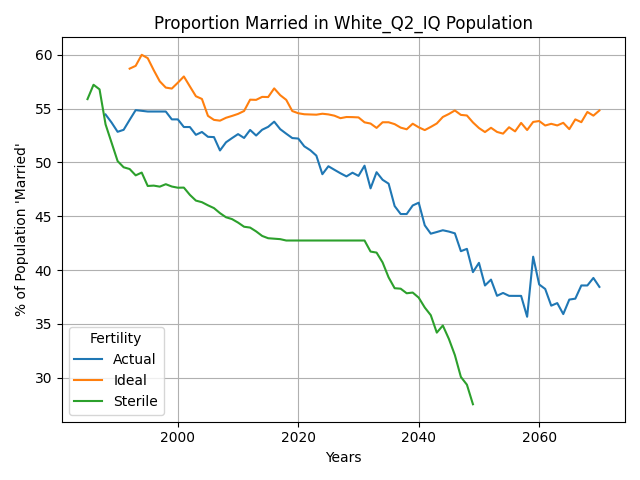 Proportion Married in White_Q2_IQ Population
% of Population 'Married'
60
55
50
45
40
35
30
Fertility
Actual
Ideal
Sterile
2000
2020
2040
2060
Years